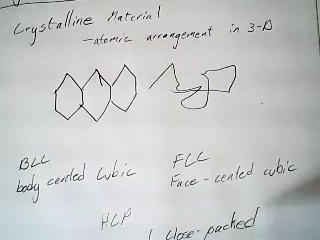 Crystalline Material
-atomic arrangement in 3-D
BCC
body cented Cubic
FCC
Face-cented cubic
HCP
close-packed